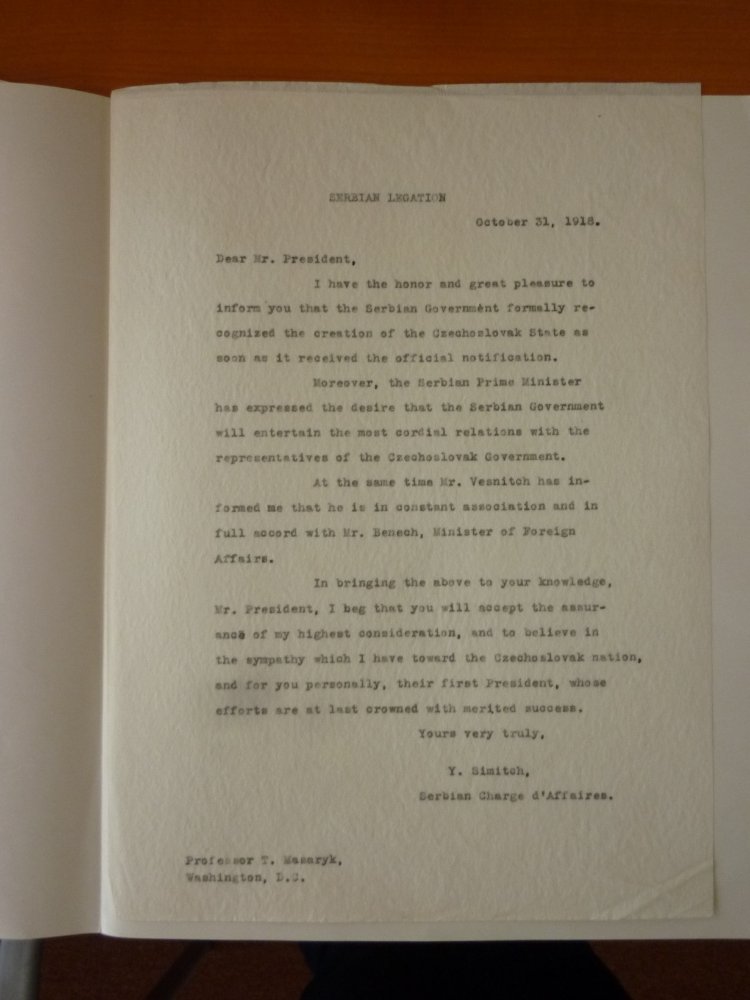 SERBIAN LEGATION
October 31, 1918.
Dear Mr. President,
I have the honor and great pleasure to
inform you that the Serbian Government formally re-
cognized the creation of the Czechoslovak State as
soon as it received the official notification.
Moreover, the Serbian Prime Minister
has expressed the desire that the Serbian Government
will entertain the most cordial relations with the
representatives of the Czechoslovak Government.
At the same time Mr. Vesnitch has in-
formed me that he is in constant association and in
full accord with Mr. Benech, Minister of Foreign
Affairs.
In bringing the above to your knowledge,
Mr. President, I beg that you will accept the assur-
ance of my highest consideration, and to believe in
the sympathy which I have toward the Czechoslovak nation,
and for you personally, their first President, whose
efforts are at last crowned with merited success.
Yours very truly,
Y. Simitch,
Serbian Charge d'Affaires.
Professor T. Masaryk,
Washington, D.C.